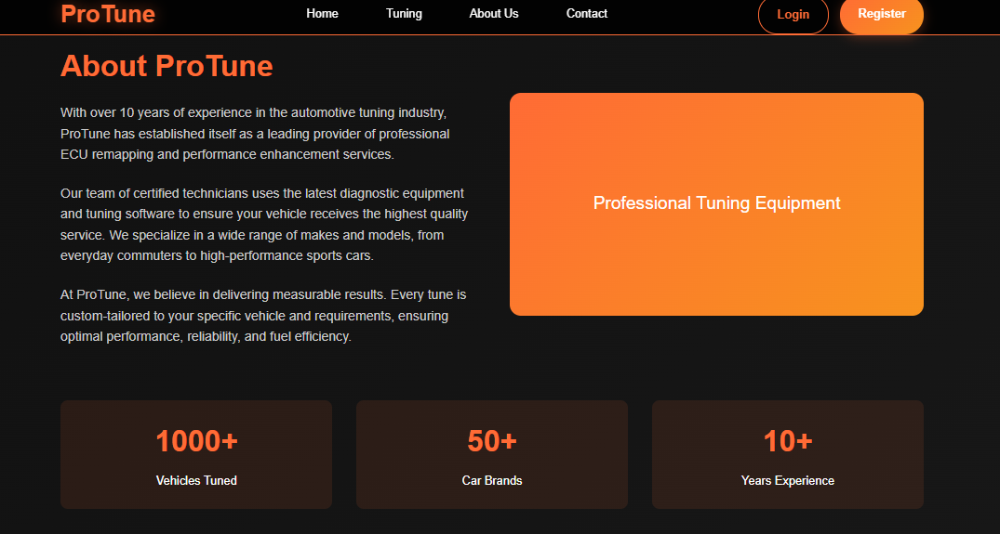 ProTune
Home
Tuning
About Us
Contact
Login
Register
About ProTune
With over 10 years of experience in the automotive tuning industry,
ProTune has established itself as a leading provider of professional
ECU remapping and performance enhancement services.
Our team of certified technicians uses the latest diagnostic equipment
and tuning software to ensure your vehicle receives the highest quality
service. We specialize in a wide range of makes and models, from
everyday commuters to high-performance sports cars.
At ProTune, we believe in delivering measurable results. Every tune is
custom-tailored to your specific vehicle and requirements, ensuring
optimal performance, reliability, and fuel efficiency.
Professional Tuning Equipment
1000+
Vehicles Tuned
50+
Car Brands
10+
Years Experience